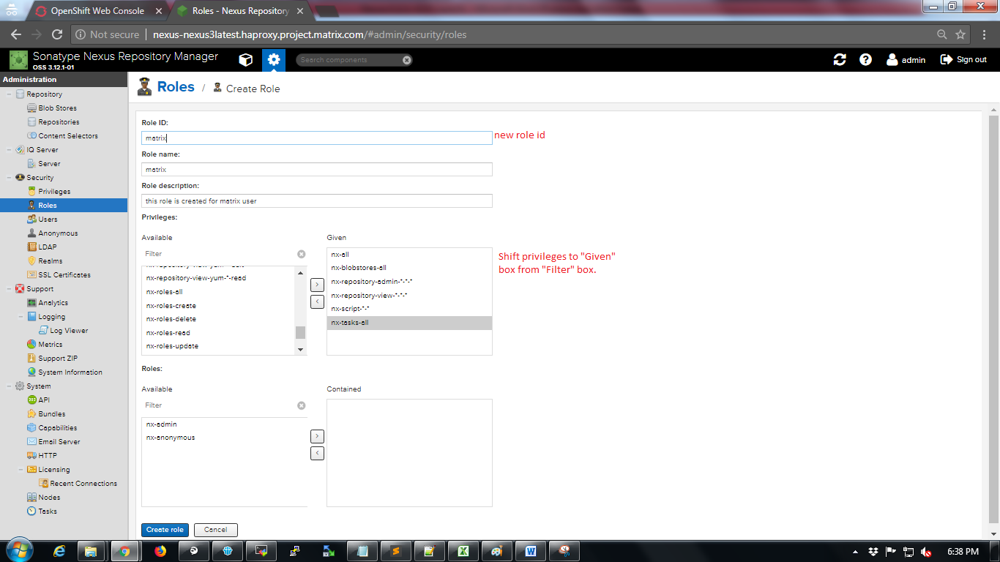 OpenShift Web Console
Roles - Nexus Repository
Not secure
nexus-nexus3latest.haproxy.project.matrix.com/#admin/security/roles
Sonatype Nexus Repository Manager
OSS 3.12.1-01
Search components
admin
Sign out
Administration
Repository
Blob Stores
Repositories
Content Selectors
IQ Server
Server
Security
Privileges
Roles
Users
Anonymous
LDAP
Realms
SSL Certificates
Support
Analytics
Logging
Log Viewer
Metrics
Support ZIP
System Information
System
API
Bundles
Capabilities
Email Server
HTTP
Licensing
Recent Connections
Nodes
Tasks
Roles / Create Role
Role ID:
matrix
new role id
Role name:
matrix
Role description:
this role is created for matrix user
Privileges:
Available
Filter
nx-repository-view-yum-*-read
nx-roles-all
nx-roles-create
nx-roles-delete
nx-roles-read
nx-roles-update
Given
nx-all
nx-blobstores-all
nx-repository-admin-*-*-*
nx-repository-view-*-*-*
nx-script-*-*
nx-tasks-all
Shift privileges to "Given"
box from "Filter" box.
Roles:
Available
Filter
nx-admin
nx-anonymous
Contained
Create role
Cancel
6:38 PM